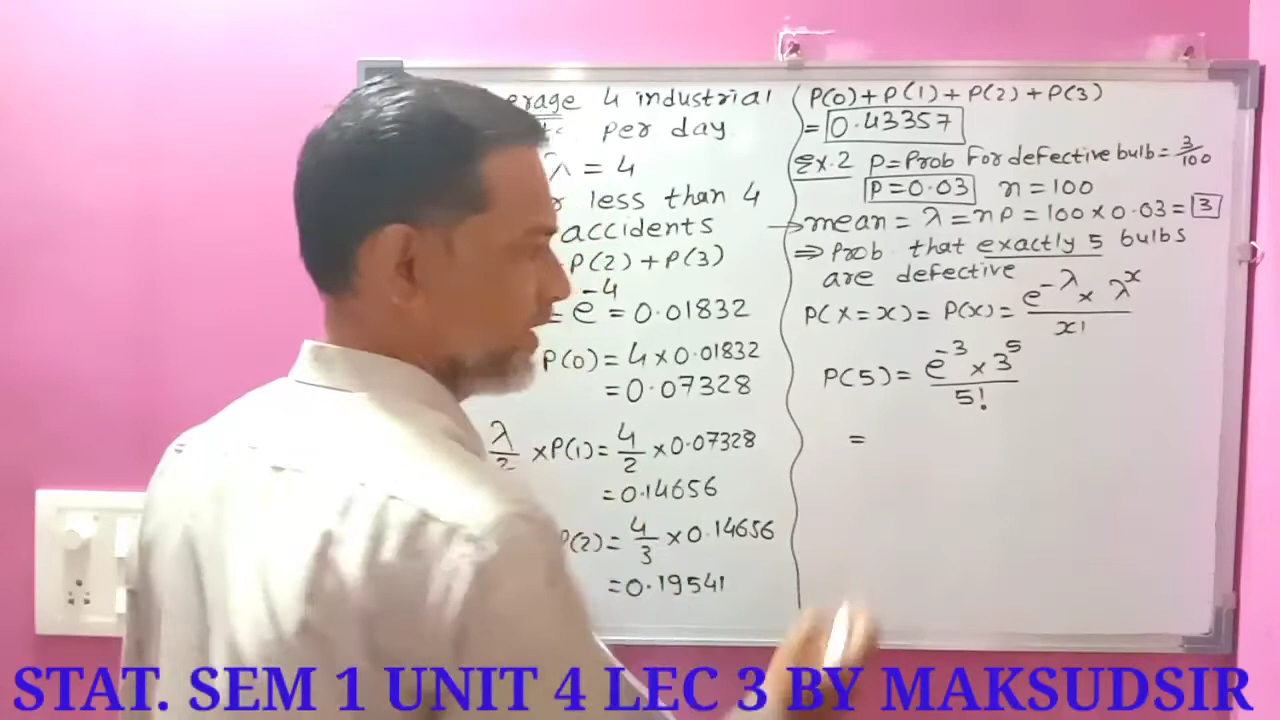 erage 4 industrial
per day
λ = 4
less than 4
accidents
P(2) + P(3)
= e^-4 = 0.01832
P(0) = 4 × 0.01832
= 0.07328
λ/2 × P(1) = 4/2 × 0.07328
= 0.14656
P(2) = 4/3 × 0.14656
= 0.19541
P(0) + P(1) + P(2) + P(3)
= 0.43357
Ex.2 P = Prob For defective bulb = 3/100
P = 0.03 n = 100
→ mean = λ = np = 100 × 0.03 = 3
⇒ Prob that exactly 5 bulbs
are defective
P(X = x) = P(x) = e^-λ × λ^x / x!
P(5) = e^-3 × 3^5 / 5!
=
STAT. SEM 1 UNIT 4 LEC 3 BY MAKSUDSIR